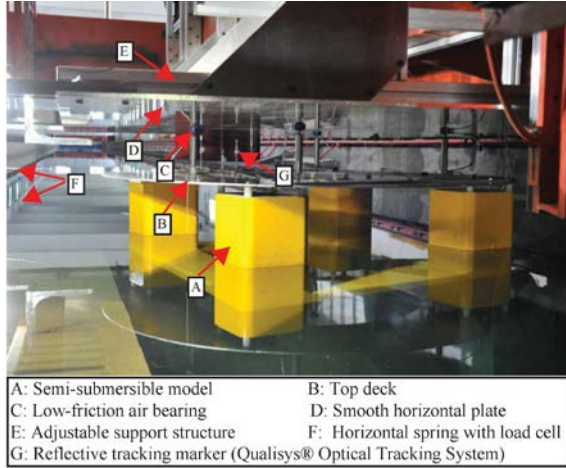 E
D
C
G
F
B
A
A: Semi-submersible model B: Top deck
C: Low-friction air bearing D: Smooth horizontal plate
E: Adjustable support structure F: Horizontal spring with load cell
G: Reflective tracking marker (Qualisys® Optical Tracking System)